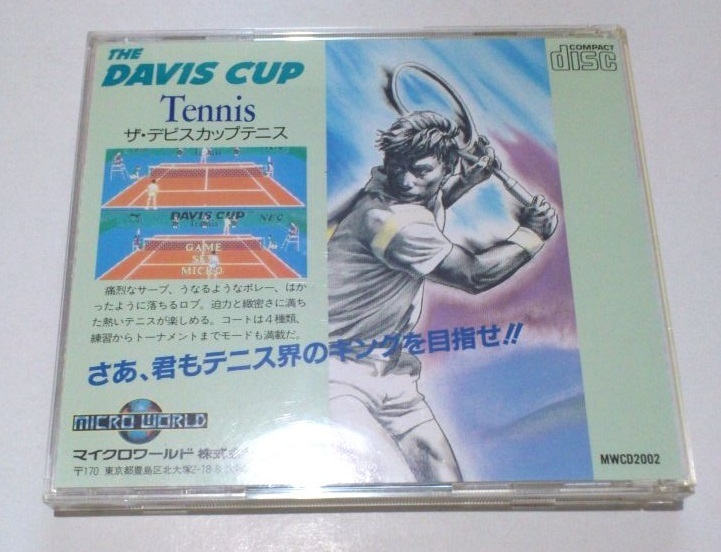 THE
DAVIS CUP
Tennis
ザ・デビスカップテニス
COMPACT
disc
Tennis
DAVIS CUP NEC
Tennis
GAME
SET
MICRO
痛烈なサーブ、うなるようなボレー、はか
ったように落ちるロブ。迫力と緻密さに満ち
た熱いテニスが楽しめる。コートは4種類、
練習からトーナメントまでモードも満載だ。
さあ、君もテニス界のキングを目指せ!!
MICRO WORLD
マイクロワールド 株式
〒170 東京都豊島区北大塚2-18-8
MWCD2002